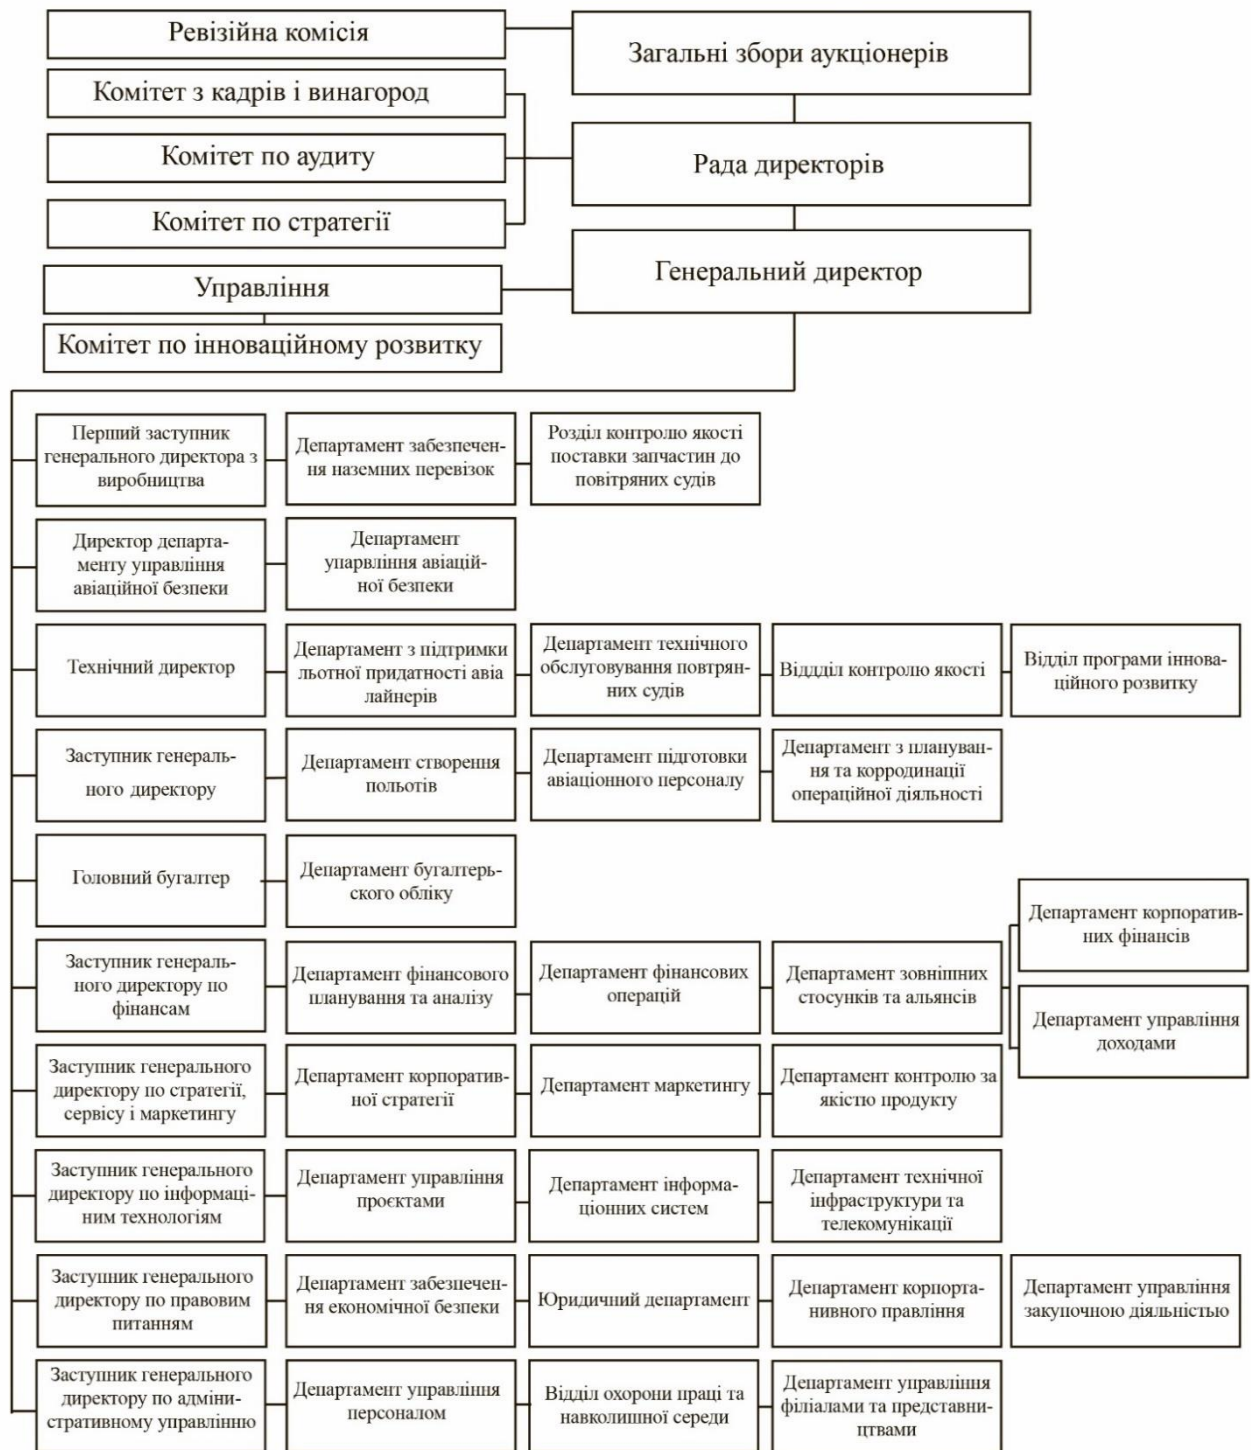 Ревізійна комісія
Загальні збори аукціонерів
Комітет з кадрів і винагород
Комітет по аудиту
Рада директорів
Комітет по стратегії
Генеральний директор
Управління
Комітет по інноваційному розвитку
Перший заступник
генерального директора з
виробництва
Департамент забезпечен-
ня наземних перевізок
Розділ контролю якості
поставки запчастин до
повітряних судів
Директор департа-
менту управління
авіаційної безпеки
Департамент
упарвління авіацій-
ної безпеки
Технічний директор
Департамент з підтримки
льотної придатності авіа
лайнерів
Департамент технічного
обслуговування повтрян-
них судів
Віддділ контролю якості
Відділ програми іннова-
ційного розвитку
Заступник генераль-
ного директору
Департамент створення
польотів
Департамент підготовки
авіаціонного персоналу
Департамент з плануван-
ня та корродинації
операційної діяльності
Головний бугалтер
Департамент бугалтерь-
ского обліку
Заступник генераль-
ного директору по
фінансам
Департамент фінансового
планування та аналізу
Департамент фінансових
операцій
Департамент зовніпних
стосунків та альянсів
Департамент корпоратив-
них фінансів
Департамент управління
доходами
Заступник генерального
директору по стратегії,
сервісу і маркетингу
Департамент корпоратив-
ної стратегії
Департамент маркетингу
Департамент контролю за
якістю продукту
Заступник генерального
директору по інформаці-
ним технологіям
Департамент управління
проєктами
Департамент інформа-
ціонних систем
Департамент технічної
інфраструктури та
телекомунікації
Заступник генерального
директору по правовим
питанням
Департамент забезпечен-
ня економічної безпеки
Юридичний департамент
Департамент корпорта-
нивного правління
Департамент управління
закупочною діяльністью
Заступник генерального
директору по адміні-
стративному управлінню
Департамент управління
персоналом
Відділ охорони праці та
навколишної середи
Департамент управління
філіалами та представни-
цтвами